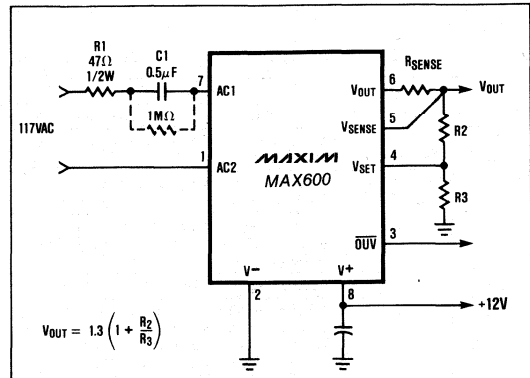 R1
47Ω
1/2W
C1
0.5µF
1MΩ
117VAC
7
AC1
1
AC2
MAXIM
MAX600
VOUT
6
RSENSE
VOUT
VSENSE
5
R2
VSET
4
R3
OUV
3
V−
2
V+
8
+12V
VOUT = 1.3 (1 + R2/R3)